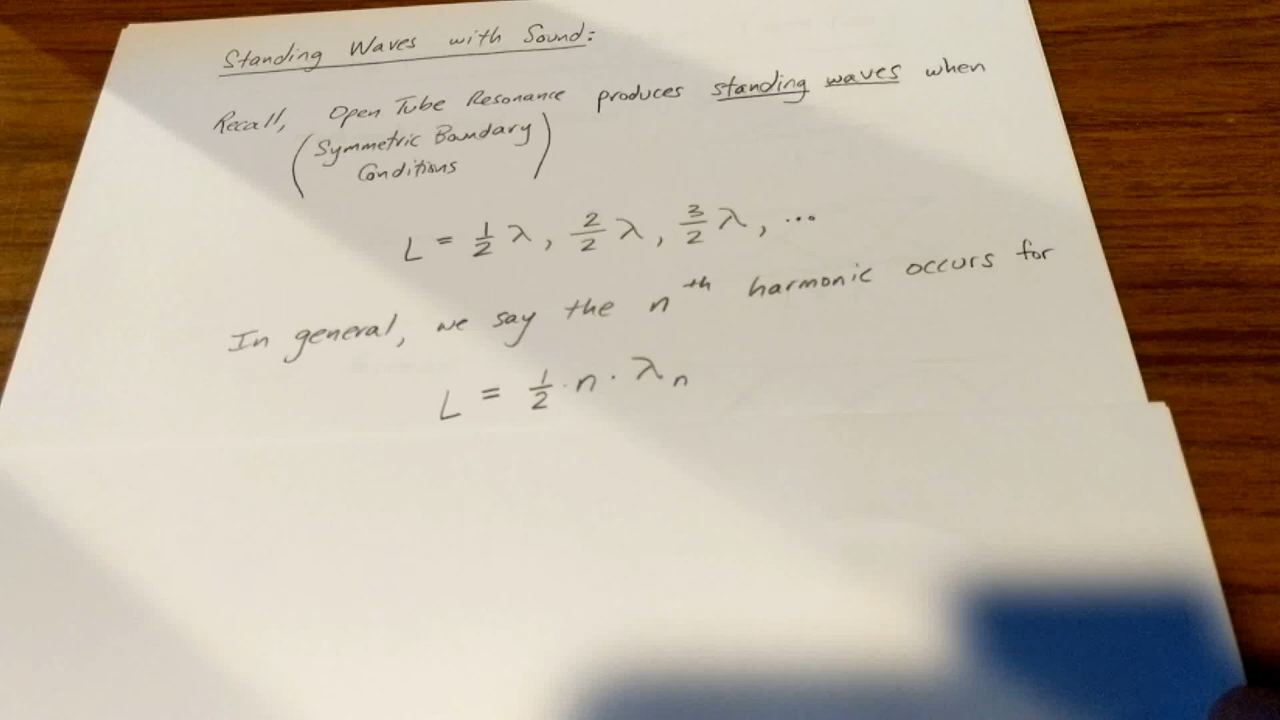 Standing Waves with Sound:
Recall, Open Tube Resonance produces standing waves when
(Symmetric Boundary
Conditions)
L = 1/2 λ, 2/2 λ, 3/2 λ, ...
In general, we say the nth harmonic occurs for
L = 1/2 · n · λn